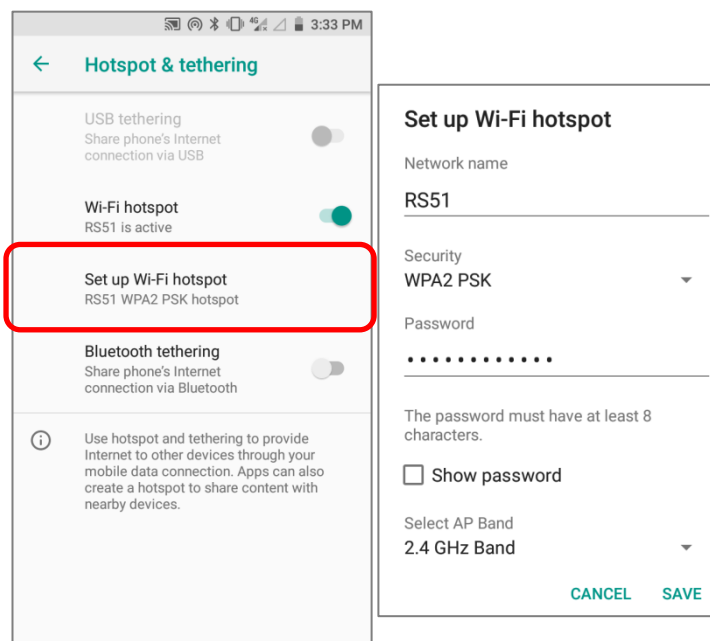 4G 3:33 PM
Hotspot & tethering
USB tethering
Share phone's Internet
connection via USB
Wi-Fi hotspot
RS51 is active
Set up Wi-Fi hotspot
RS51 WPA2 PSK hotspot
Bluetooth tethering
Share phone's Internet
connection via Bluetooth
Use hotspot and tethering to provide
Internet to other devices through your
mobile data connection. Apps can also
create a hotspot to share content with
nearby devices.
Set up Wi-Fi hotspot
Network name
RS51
Security
WPA2 PSK
Password
••••••••••••
The password must have at least 8
characters.
Show password
Select AP Band
2.4 GHz Band
CANCEL SAVE